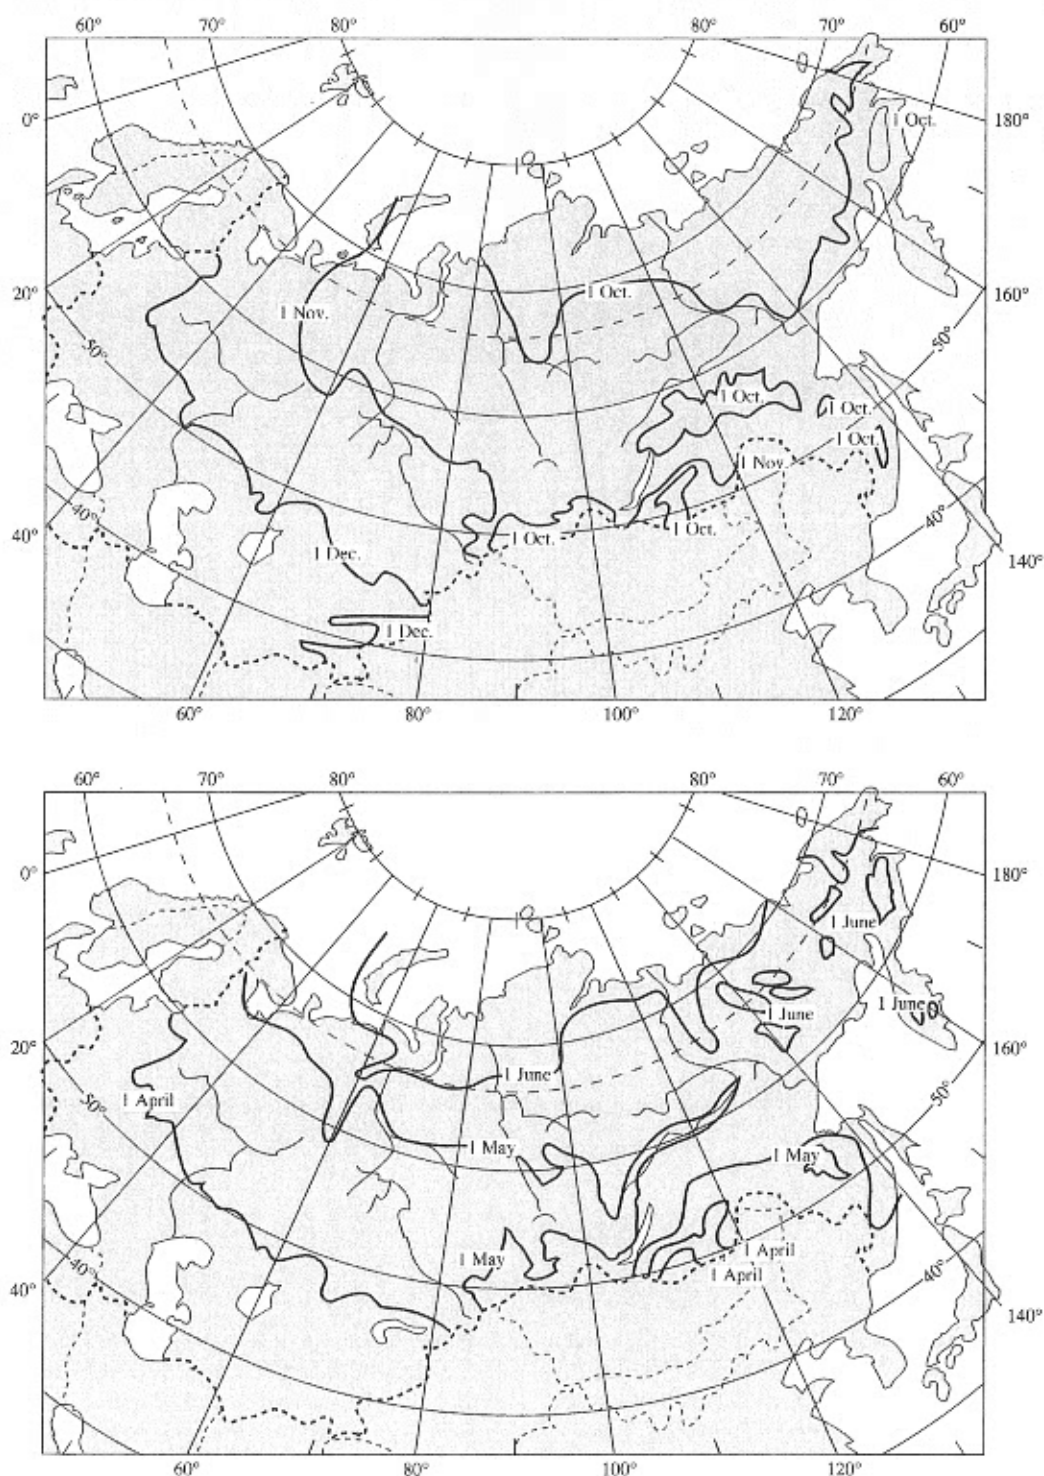 60° 70° 80° 80° 70° 60°
0° 180°
1 Oct.
20° 160°
1 Nov. 1 Oct.
50° 50°
1 Oct. 1 Oct.
1 Oct.
1 Nov.
40° 40°
40° 1 Dec. 1 Oct. 1 Oct. 140°
1 Dec.
60° 80° 100° 120°
60° 70° 80° 80° 70° 60°
0° 180°
1 June
20° 1 June 1 June 160°
1 April 1 June
50° 50°
1 May 1 May
1 May 1 April
40° 1 April 40°
40° 140°
60° 80° 100° 120°